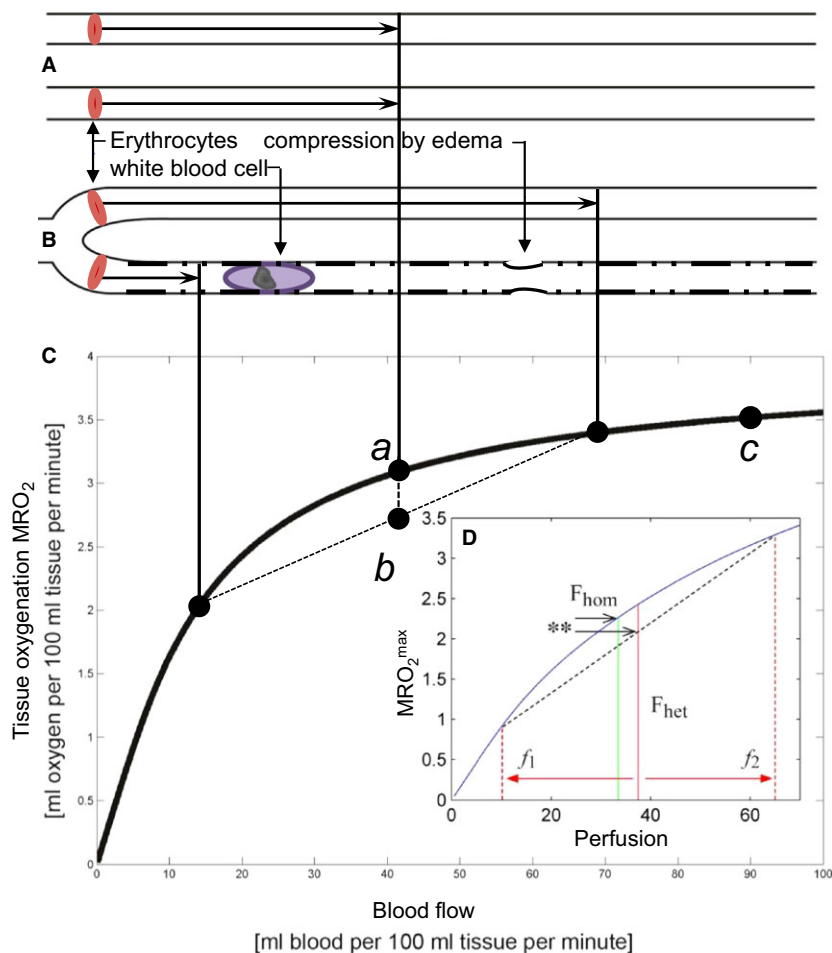 A
Erythrocytes compression by edema
white blood cell
B
C
Tissue oxygenation MRO2
[ml oxygen per 100 ml tissue per minute]
4
3.5
3
2.5
2
1.5
1
0.5
0
a
b
c
D
MRO2max
3.5
3
2.5
2
1.5
1
0.5
0
Fhom
**
Fhet
f1 f2
0 20 40 60
Perfusion
0 10 20 30 40 50 60 70 80 90 100
Blood flow
[ml blood per 100 ml tissue per minute]